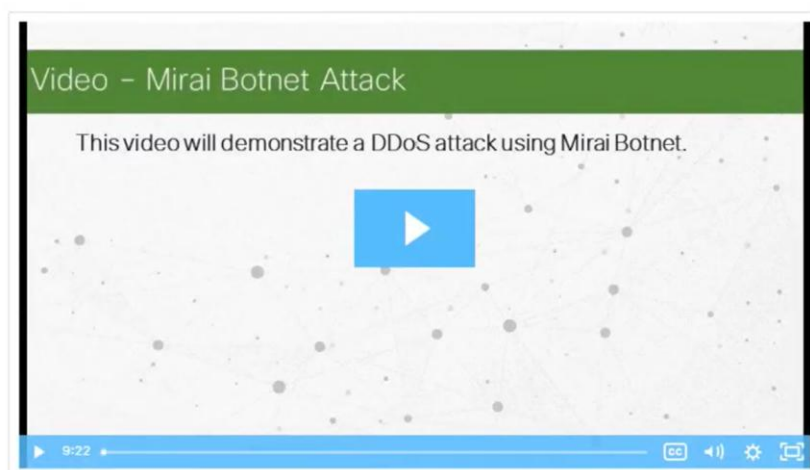 Video – Mirai Botnet Attack
This video will demonstrate a DDoS attack using Mirai Botnet.
9:22
CC